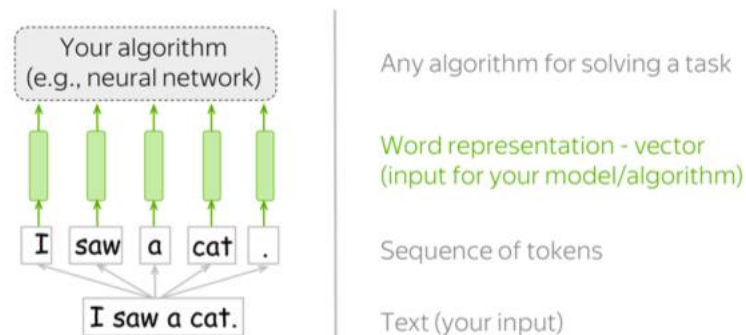 Your algorithm
(e.g., neural network)
Any algorithm for solving a task
Word representation - vector
(input for your model/algorithm)
I saw a cat .
Sequence of tokens
I saw a cat.
Text (your input)